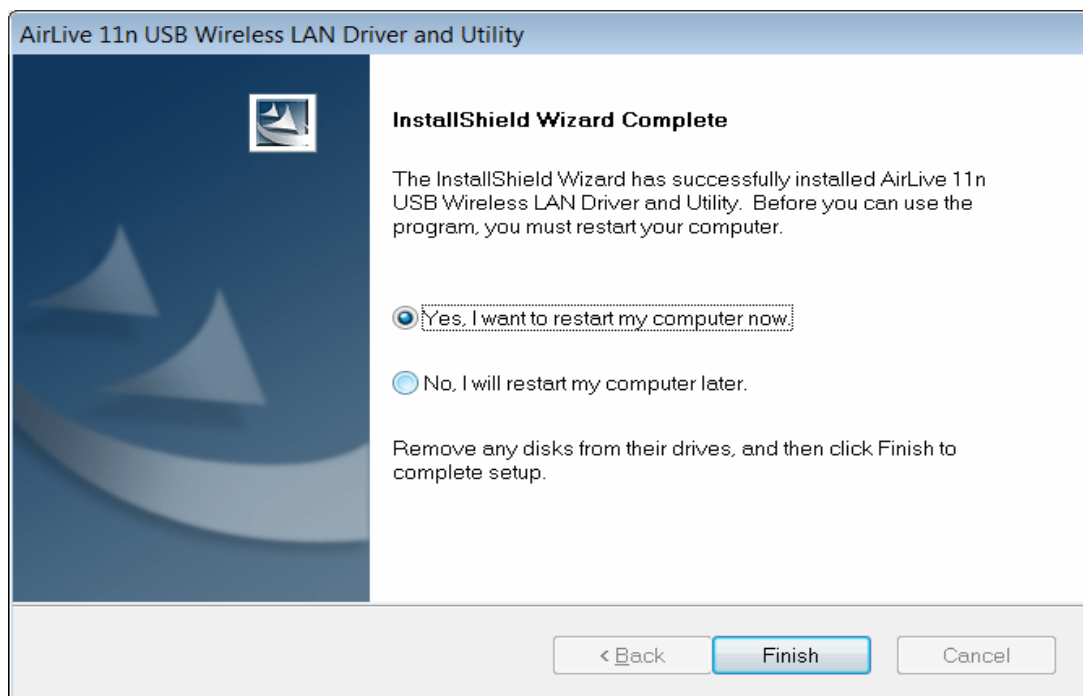 AirLive 11n USB Wireless LAN Driver and Utility
InstallShield Wizard Complete
The InstallShield Wizard has successfully installed AirLive 11n
USB Wireless LAN Driver and Utility. Before you can use the
program, you must restart your computer.
Yes, I want to restart my computer now.
No, I will restart my computer later.
Remove any disks from their drives, and then click Finish to
complete setup.
< Back Finish Cancel